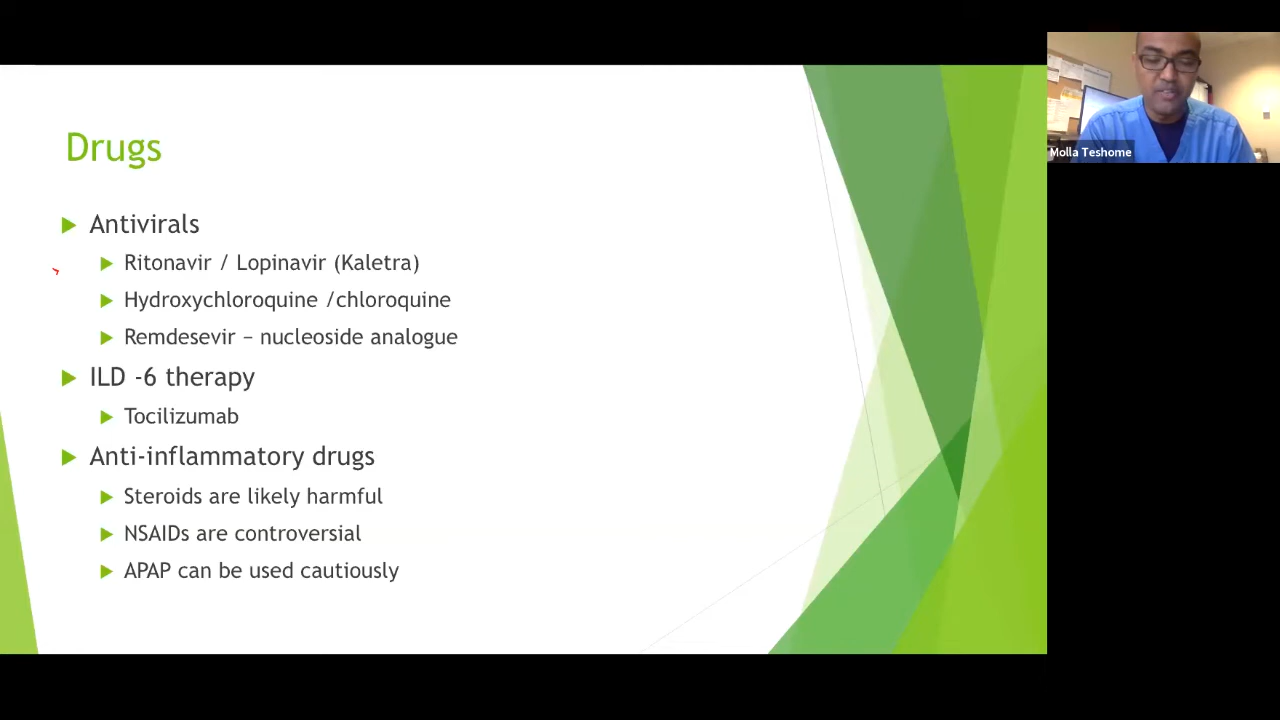 Drugs
Antivirals
Ritonavir / Lopinavir (Kaletra)
Hydroxychloroquine /chloroquine
Remdesevir – nucleoside analogue
ILD -6 therapy
Tocilizumab
Anti-inflammatory drugs
Steroids are likely harmful
NSAIDs are controversial
APAP can be used cautiously
Molla Teshome